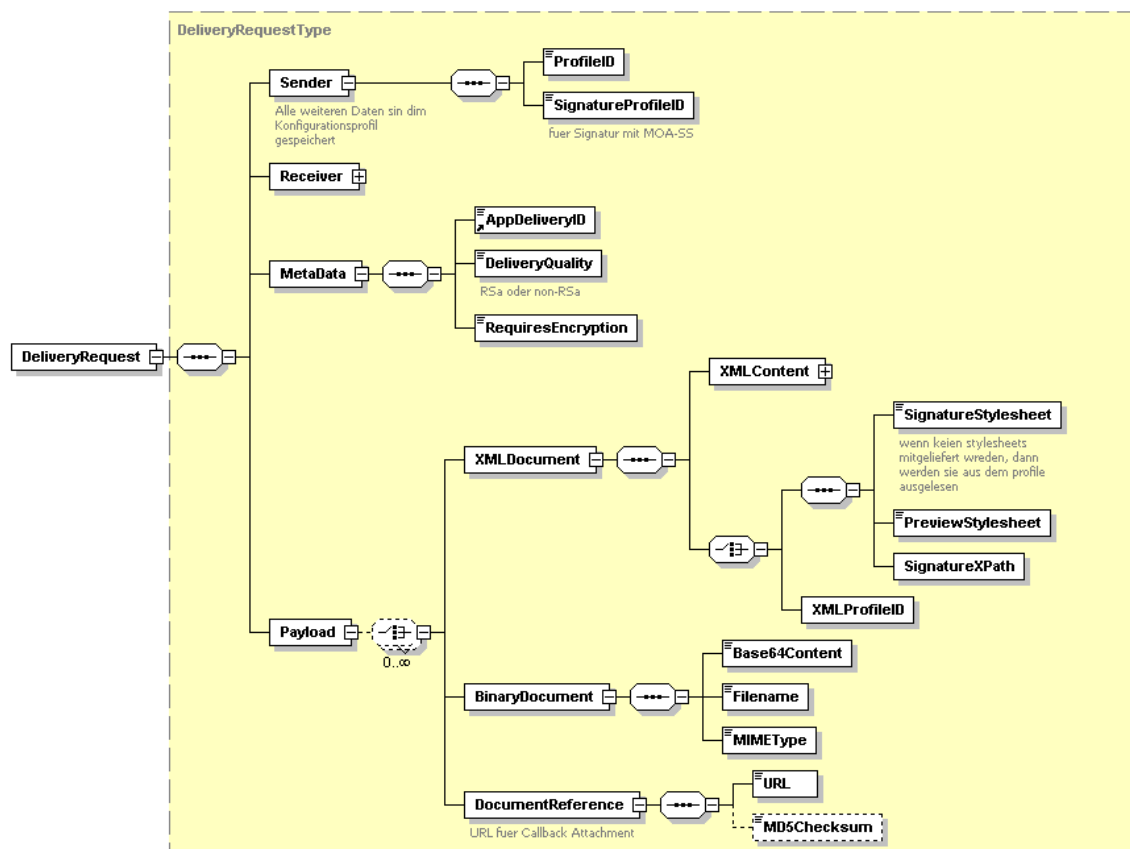 DeliveryRequestType
ProfileID
Sender
SignatureProfileID
Alle weiteren Daten sin dim
Konfigurationsprofil
gespeichert
fuer Signatur mit MOA-SS
Receiver
AppDeliveryID
MetaData
DeliveryQuality
RSa oder non-RSa
RequiresEncryption
DeliveryRequest
XMLContent
SignatureStylesheet
wenn keien stylesheets
mitgeliefert wreden, dann
werden sie aus dem profile
ausgelesen
XMLDocument
PreviewStylesheet
SignatureXPath
XMLProfileID
Payload
0..∞
Base64Content
BinaryDocument
Filename
MIMEType
URL
DocumentReference
URL fuer Callback Attachment
MD5Checksum